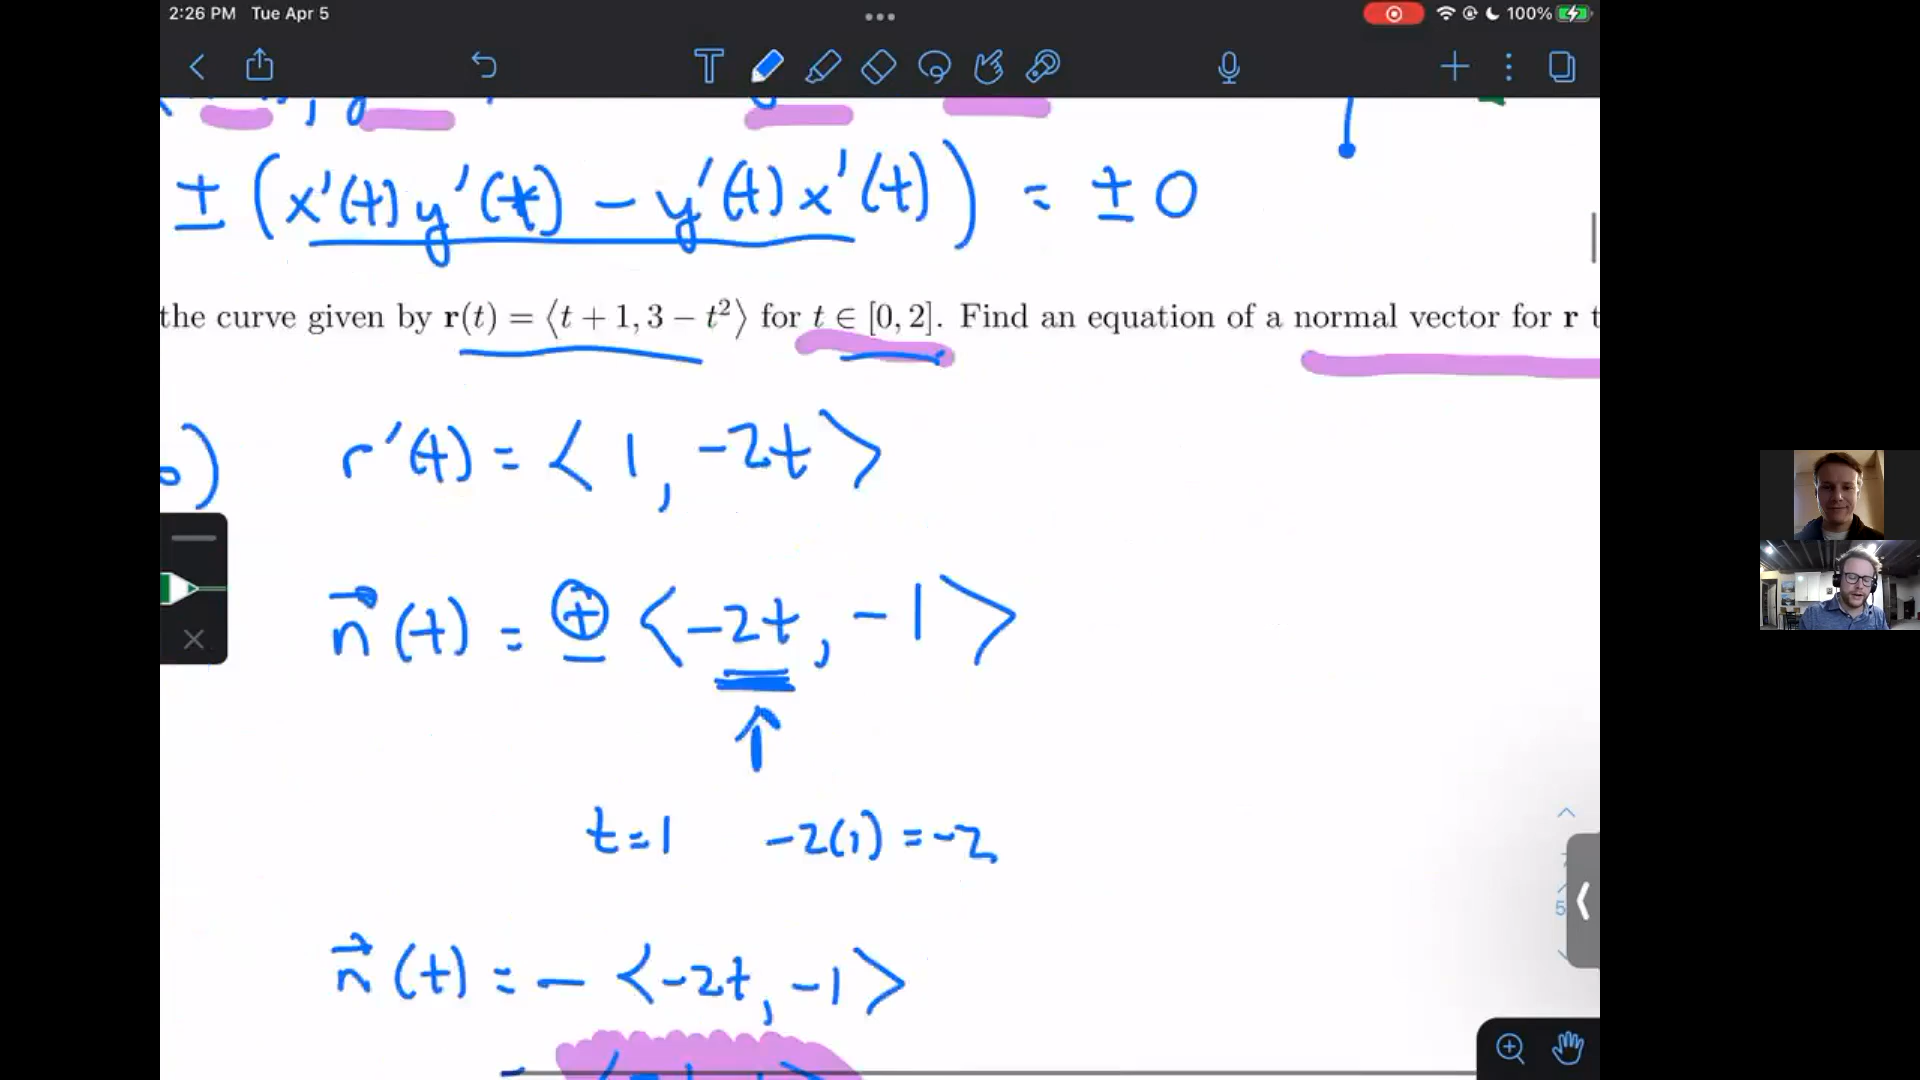 2:26 PM Tue Apr 5
100%
± (x'(t) y'(t) − y'(t) x'(t)) = ± 0
the curve given by r(t) = ⟨t + 1, 3 − t²⟩ for t ∈ [0, 2]. Find an equation of a normal vector for r t
r'(t) = ⟨1, -2t⟩
n⃗(t) = ± ⟨-2t, -1⟩
↑
t=1 -2(1) = -2
n⃗(t) = - ⟨-2t, -1⟩
=